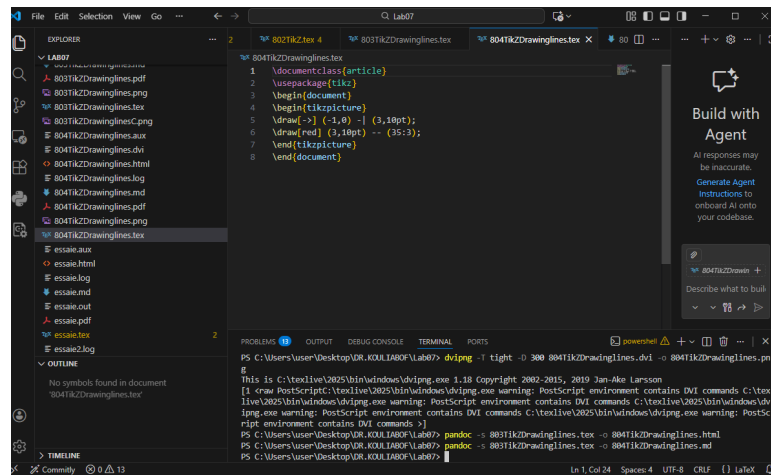 File Edit Selection View Go ··· Lab07
EXPLORER
LAB07
803TikZDrawinglines.pdf
803TikZDrawinglines.png
803TikZDrawinglines.tex
803TikZDrawinglinesC.png
804TikZDrawinglines.aux
804TikZDrawinglines.dvi
804TikZDrawinglines.html
804TikZDrawinglines.log
804TikZDrawinglines.md
804TikZDrawinglines.pdf
804TikZDrawinglines.png
804TikZDrawinglines.tex
essaie.aux
essaie.html
essaie.log
essaie.md
essaie.out
essaie.pdf
essaie.tex 2
essaie2.log
OUTLINE
No symbols found in document
'804TikZDrawinglines.tex'
TIMELINE
2 802TikZ.tex 4 803TikZDrawinglines.tex 804TikZDrawinglines.tex 80
804TikZDrawinglines.tex
1 \documentclass{article}
2 \usepackage{tikz}
3 \begin{document}
4 \begin{tikzpicture}
5 \draw[->] (-1,0) -| (3,10pt);
6 \draw[red] (3,10pt) -- (35:3);
7 \end{tikzpicture}
8 \end{document}
Build with
Agent
AI responses may
be inaccurate.
Generate Agent
Instructions to
onboard AI onto
your codebase.
804TikZDrawin
Describe what to buil
PROBLEMS 13 OUTPUT DEBUG CONSOLE TERMINAL PORTS powershell
PS C:\Users\user\Desktop\DR.KOULIABOF\Lab07> dvipng -T tight -D 300 804TikZDrawinglines.dvi -o 804TikZDrawinglines.pn
g
This is C:\texlive\2025\bin\windows\dvipng.exe 1.18 Copyright 2002-2015, 2019 Jan-Ake Larsson
[1 <raw PostScript<C:\texlive\2025\bin\windows\dvipng.exe warning: PostScript environment contains DVI commands C:\tex
live\2025\bin\windows\dvipng.exe warning: PostScript environment contains DVI commands C:\texlive\2025\bin\windows\dv
ipng.exe warning: PostScript environment contains DVI commands C:\texlive\2025\bin\windows\dvipng.exe warning: PostSc
ript environment contains DVI commands >]
PS C:\Users\user\Desktop\DR.KOULIABOF\Lab07> pandoc -s 803TikZDrawinglines.tex -o 804TikZDrawinglines.html
PS C:\Users\user\Desktop\DR.KOULIABOF\Lab07> pandoc -s 803TikZDrawinglines.tex -o 804TikZDrawinglines.md
PS C:\Users\user\Desktop\DR.KOULIABOF\Lab07>
Commitly 0 13 Ln 1, Col 24 Spaces: 4 UTF-8 CRLF {} LaTeX